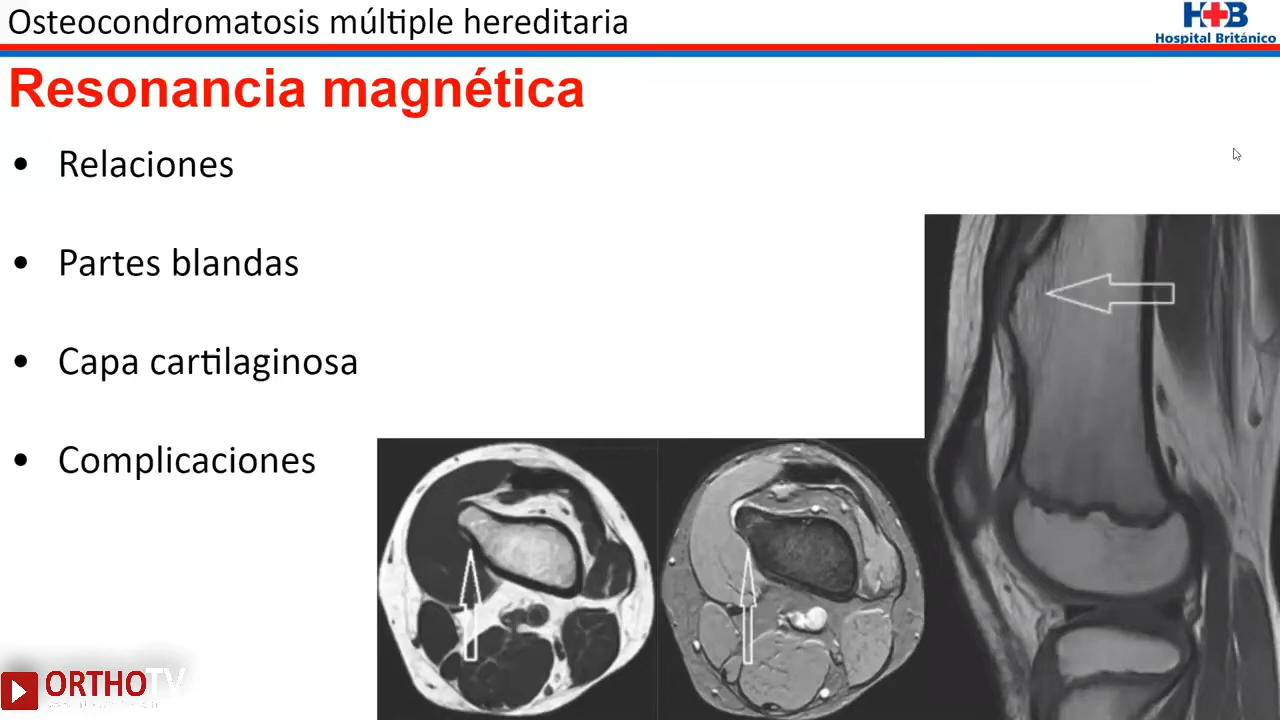 Osteocondromatosis múltiple hereditaria
H+B
Hospital Británico
Resonancia magnética
• Relaciones
• Partes blandas
• Capa cartilaginosa
• Complicaciones
ORTHOTV